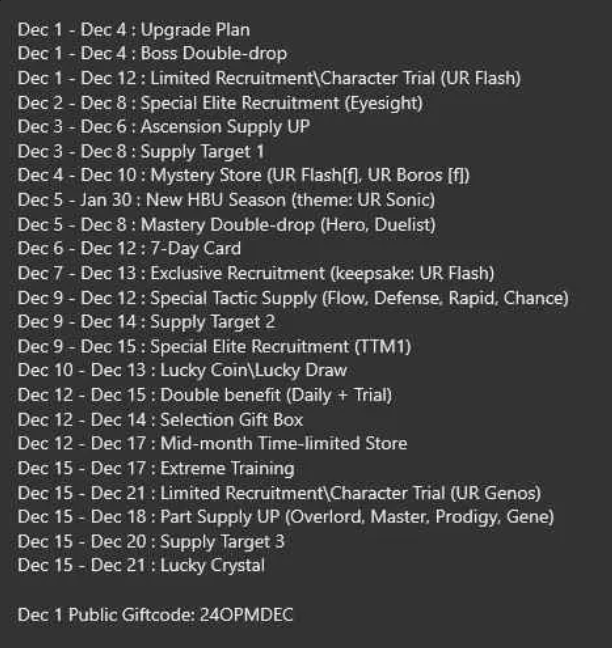 Dec 1 - Dec 4 : Upgrade Plan
Dec 1 - Dec 4 : Boss Double-drop
Dec 1 - Dec 12 : Limited Recruitment\Character Trial (UR Flash)
Dec 2 - Dec 8 : Special Elite Recruitment (Eyesight)
Dec 3 - Dec 6 : Ascension Supply UP
Dec 3 - Dec 8 : Supply Target 1
Dec 4 - Dec 10 : Mystery Store (UR Flash[f], UR Boros [f])
Dec 5 - Jan 30 : New HBU Season (theme: UR Sonic)
Dec 5 - Dec 8 : Mastery Double-drop (Hero, Duelist)
Dec 6 - Dec 12 : 7-Day Card
Dec 7 - Dec 13 : Exclusive Recruitment (keepsake: UR Flash)
Dec 9 - Dec 12 : Special Tactic Supply (Flow, Defense, Rapid, Chance)
Dec 9 - Dec 14 : Supply Target 2
Dec 9 - Dec 15 : Special Elite Recruitment (TTM1)
Dec 10 - Dec 13 : Lucky Coin\Lucky Draw
Dec 12 - Dec 15 : Double benefit (Daily + Trial)
Dec 12 - Dec 14 : Selection Gift Box
Dec 12 - Dec 17 : Mid-month Time-limited Store
Dec 15 - Dec 17 : Extreme Training
Dec 15 - Dec 21 : Limited Recruitment\Character Trial (UR Genos)
Dec 15 - Dec 18 : Part Supply UP (Overlord, Master, Prodigy, Gene)
Dec 15 - Dec 20 : Supply Target 3
Dec 15 - Dec 21 : Lucky Crystal
Dec 1 Public Giftcode: 24OPMDEC